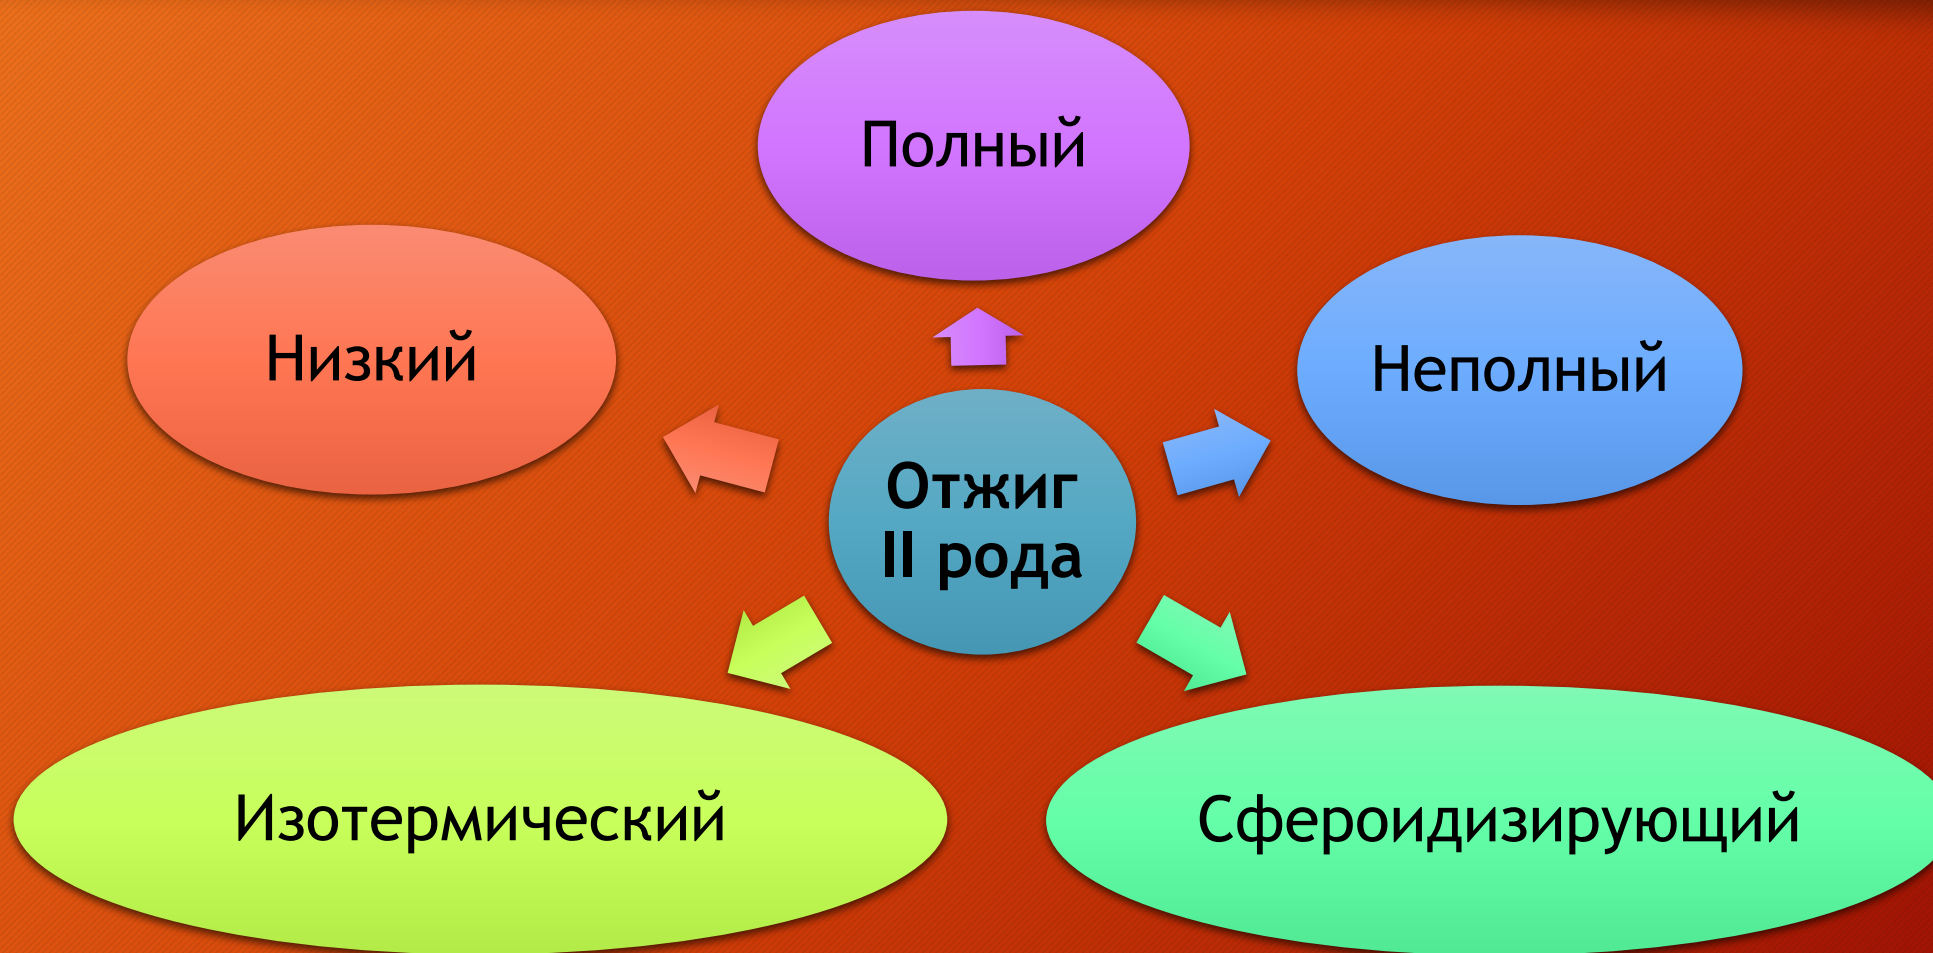 Полный
Низкий
Неполный
Отжиг
II рода
Изотермический
Сфероидизирующий